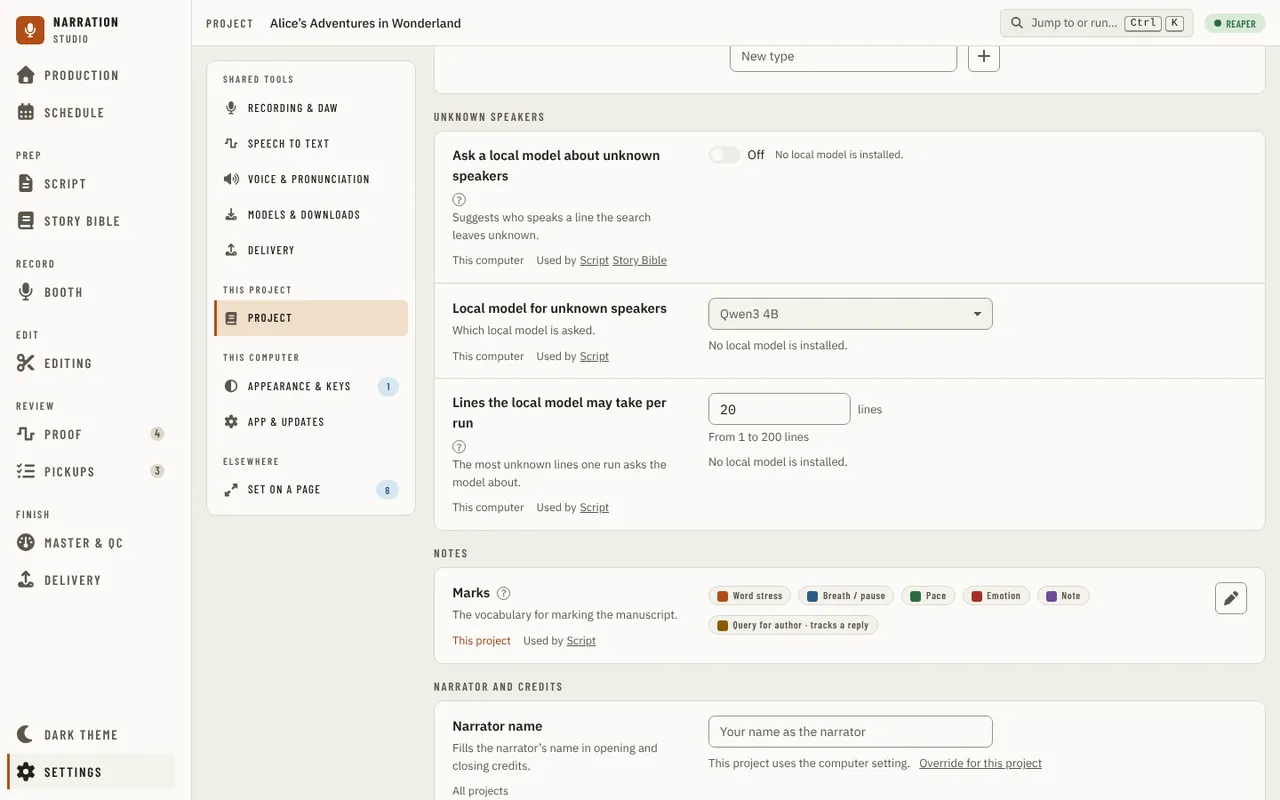 NARRATION
STUDIO
PRODUCTION
SCHEDULE
PREP
SCRIPT
STORY BIBLE
RECORD
BOOTH
EDIT
EDITING
REVIEW
PROOF 4
PICKUPS 3
FINISH
MASTER & QC
DELIVERY
DARK THEME
SETTINGS
PROJECT Alice’s Adventures in Wonderland
Jump to or run... Ctrl K
REAPER
SHARED TOOLS
RECORDING & DAW
SPEECH TO TEXT
VOICE & PRONUNCIATION
MODELS & DOWNLOADS
DELIVERY
THIS PROJECT
PROJECT
THIS COMPUTER
APPEARANCE & KEYS 1
APP & UPDATES
ELSEWHERE
SET ON A PAGE 8
New type
UNKNOWN SPEAKERS
Ask a local model about unknown
speakers
?
Suggests who speaks a line the search
leaves unknown.
This computer Used by Script Story Bible
Off No local model is installed.
Local model for unknown speakers
Which local model is asked.
This computer Used by Script
Qwen3 4B
No local model is installed.
Lines the local model may take per
run
?
The most unknown lines one run asks the
model about.
This computer Used by Script
20 lines
From 1 to 200 lines
No local model is installed.
NOTES
Marks ?
The vocabulary for marking the manuscript.
This project Used by Script
Word stress Breath / pause Pace Emotion Note
Query for author · tracks a reply
NARRATOR AND CREDITS
Narrator name
Fills the narrator’s name in opening and
closing credits.
All projects
Your name as the narrator
This project uses the computer setting. Override for this project